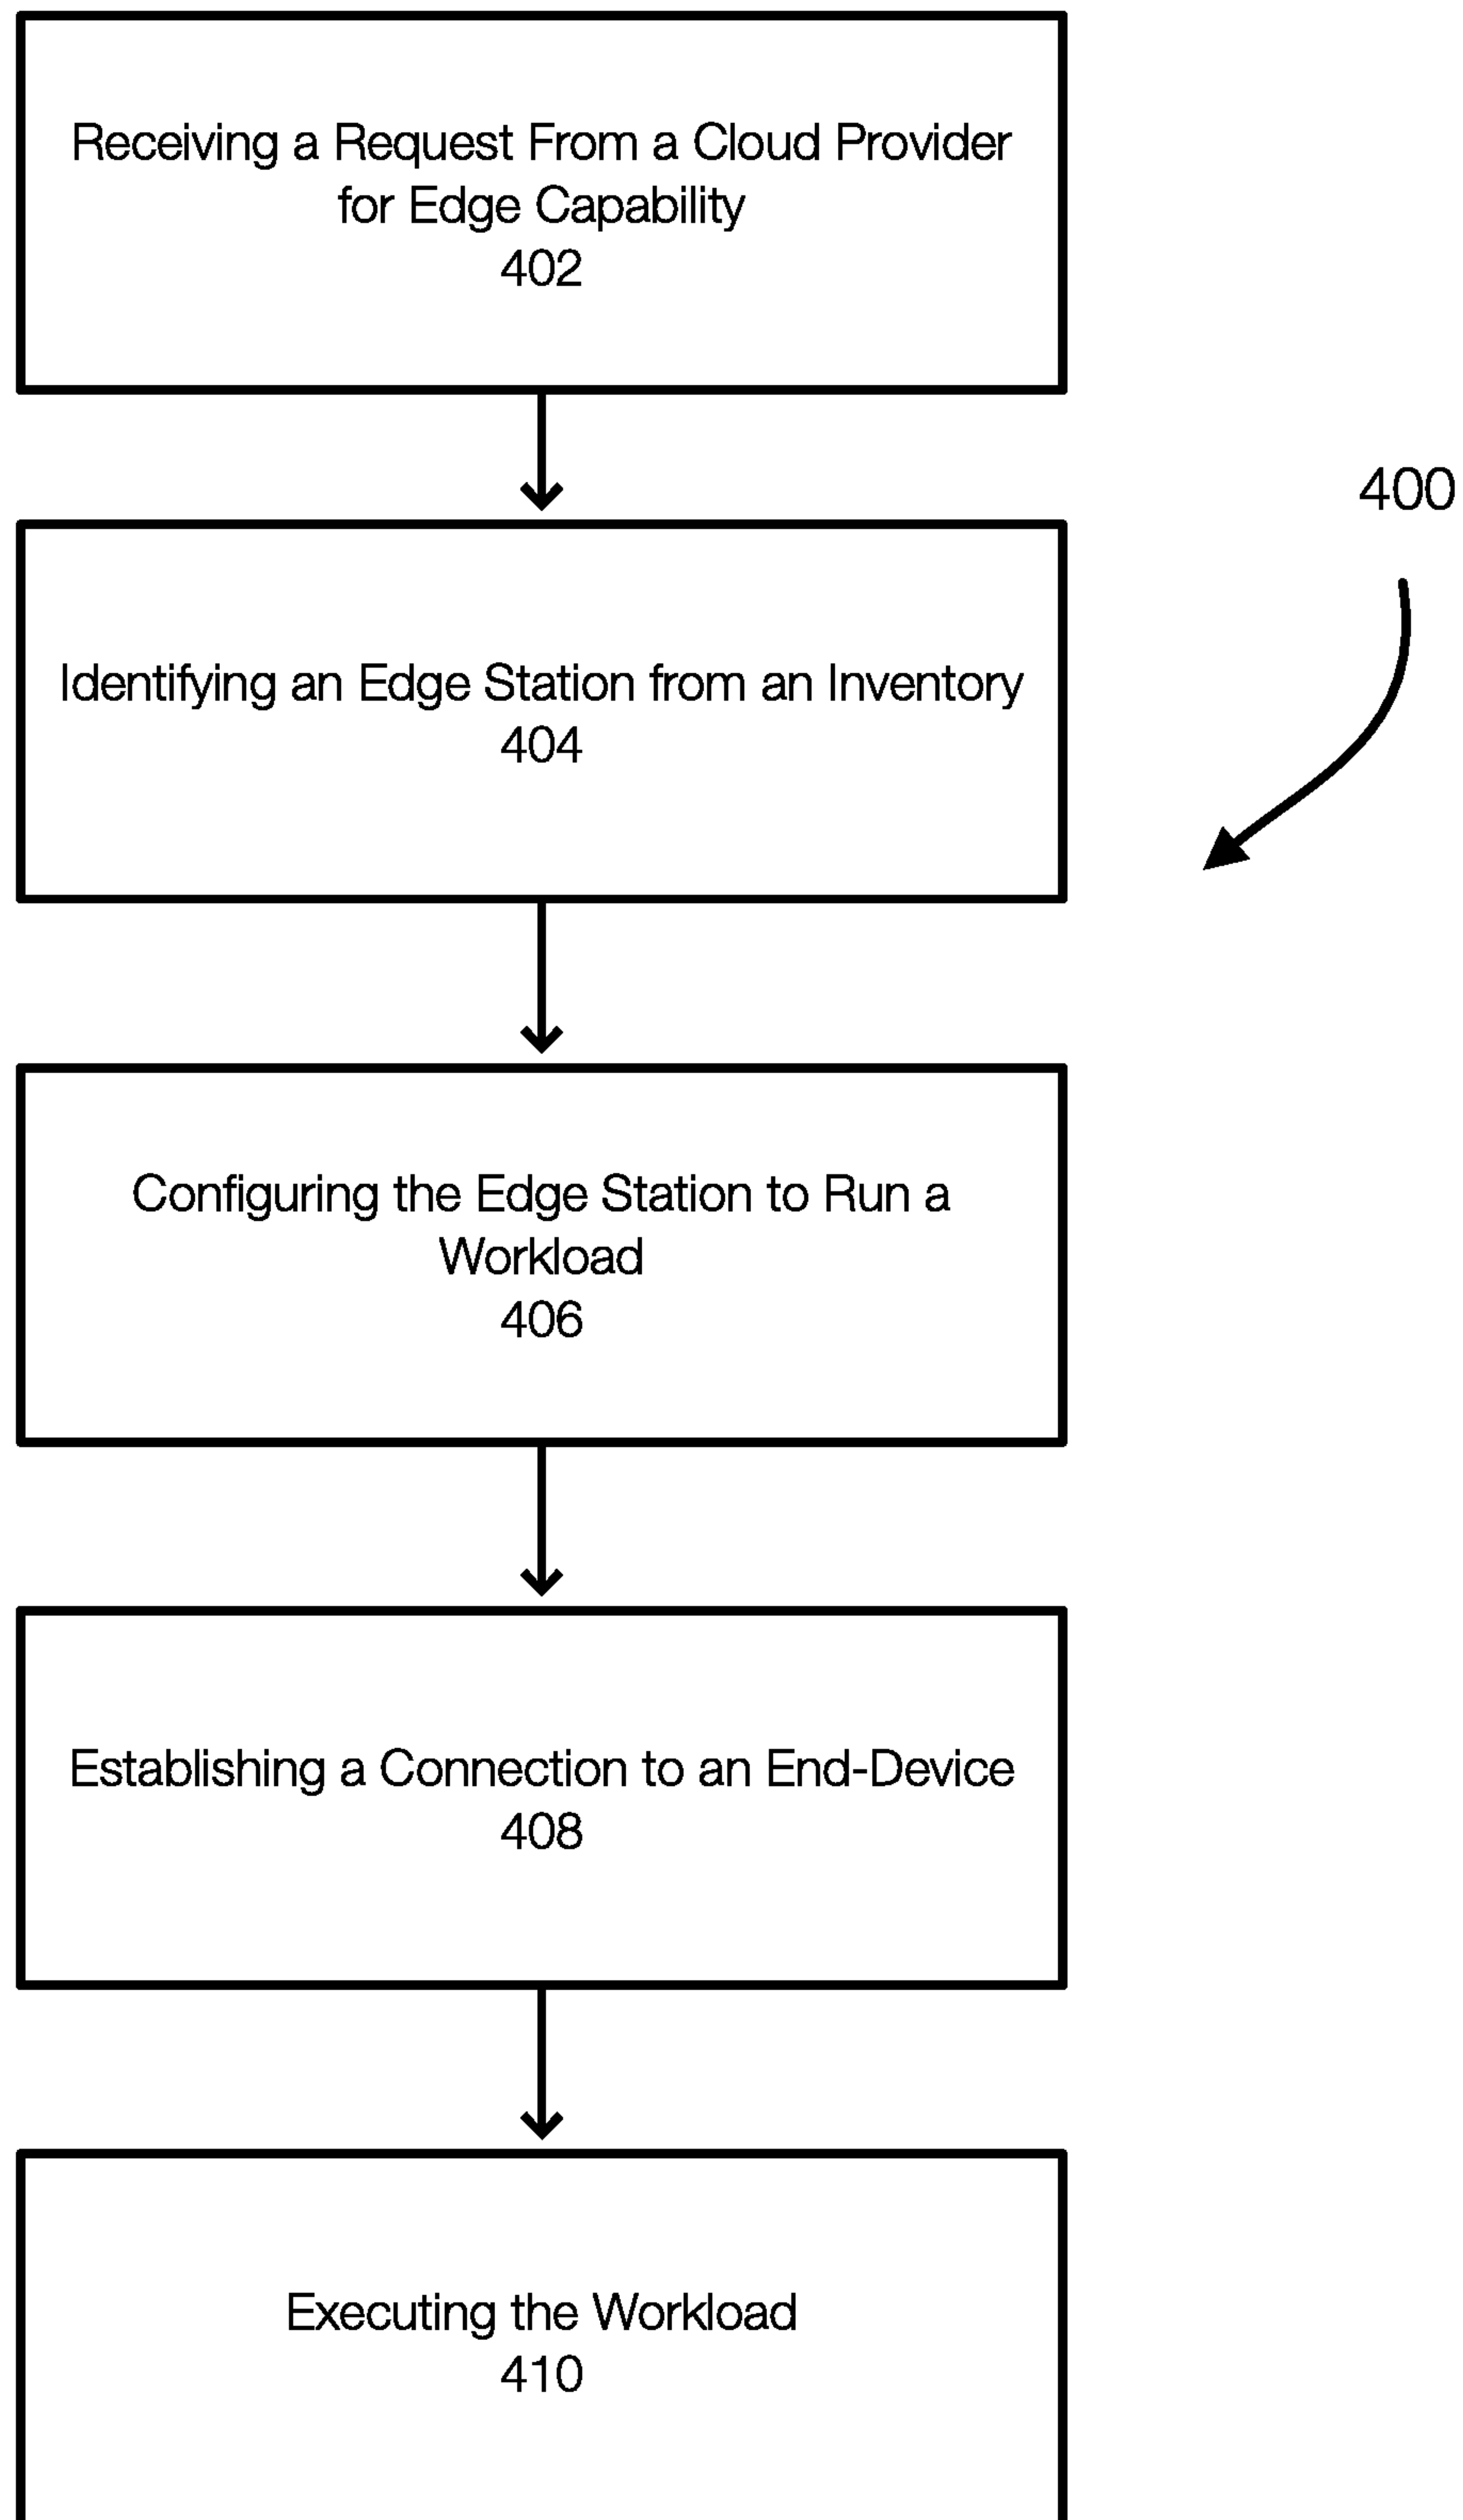 Receiving a Request From a Cloud Provider
for Edge Capability
402
400
Identifying an Edge Station from an Inventory
404
Configuring the Edge Station to Run a
Workload
406
Establishing a Connection to an End-Device
408
Executing the Workload
410